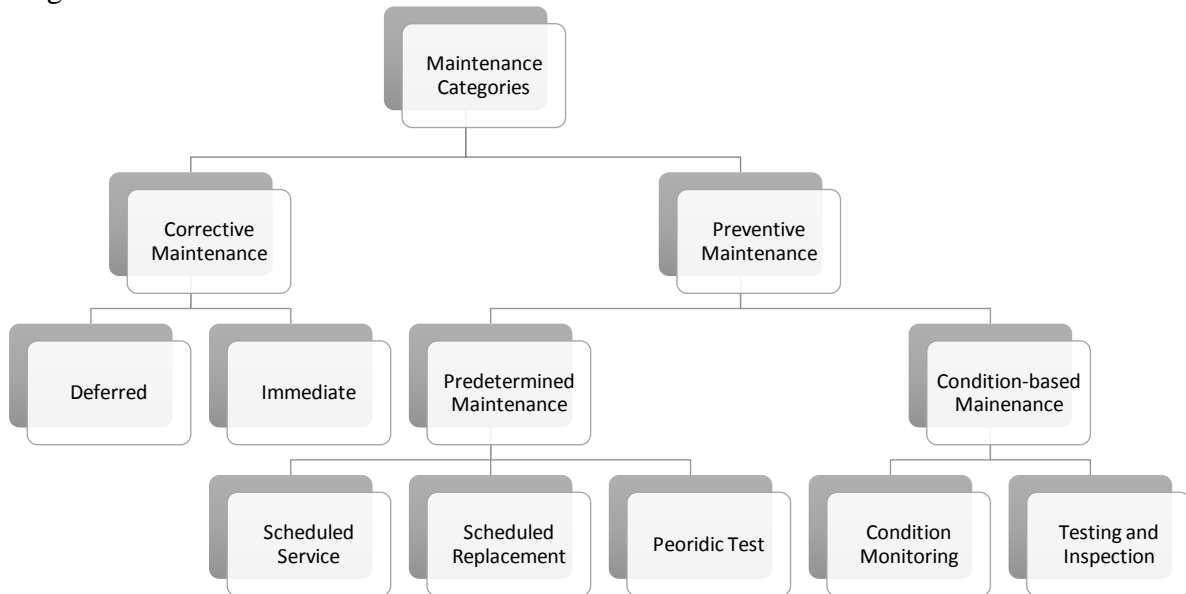 Maintenance
Categories
Corrective
Maintenance
Preventive
Maintenance
Deferred
Immediate
Predetermined
Maintenance
Condition-based
Mainenance
Scheduled
Service
Scheduled
Replacement
Peoridic Test
Condition
Monitoring
Testing and
Inspection